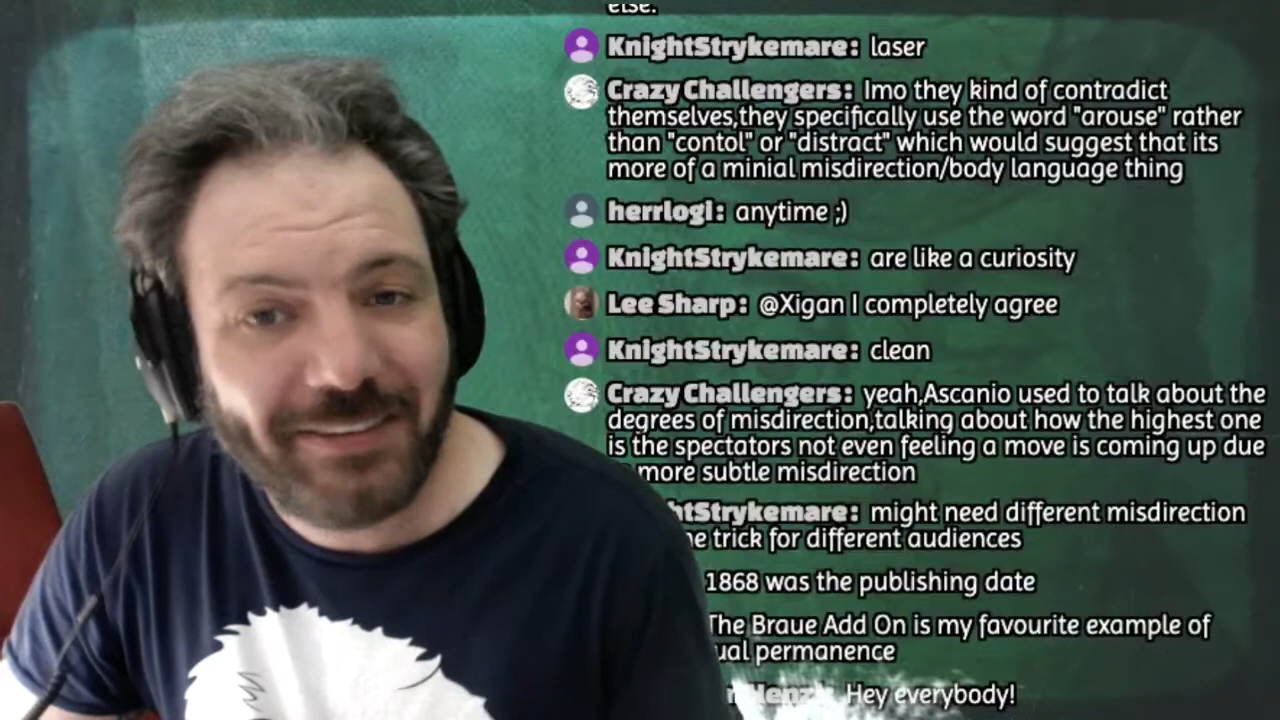 else.
KnightStrykemare: laser
Crazy Challengers: Imo they kind of contradict
themselves,they specifically use the word "arouse" rather
than "contol" or "distract" which would suggest that its
more of a minial misdirection/body language thing
herrlogi: anytime ;)
KnightStrykemare: are like a curiosity
Lee Sharp: @Xigan I completely agree
KnightStrykemare: clean
Crazy Challengers: yeah,Ascanio used to talk about the
degrees of misdirection,talking about how the highest one
is the spectators not even feeling a move is coming up due
more subtle misdirection
htStrykemare: might need different misdirection
trick for different audiences
1868 was the publishing date
The Braue Add On is my favourite example of
permanence
Hey everybody!